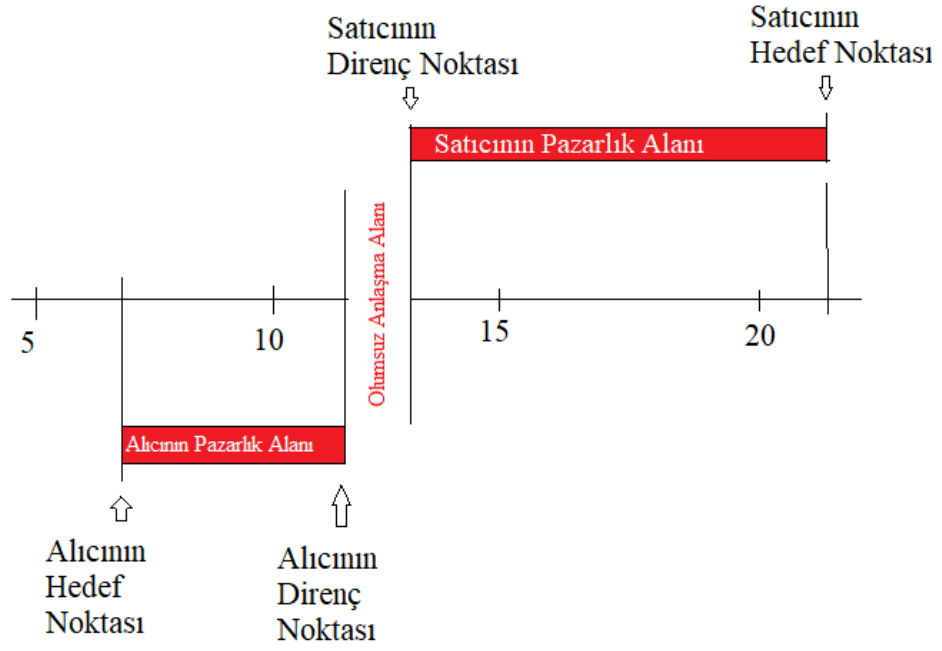 Satıcının
Direnç Noktası
Satıcının
Hedef Noktası
Satıcının Pazarlık Alanı
Olumsuz Anlaşma Alanı
5
10
15
20
Alıcının Pazarlık Alanı
Alıcının
Hedef
Noktası
Alıcının
Direnç
Noktası